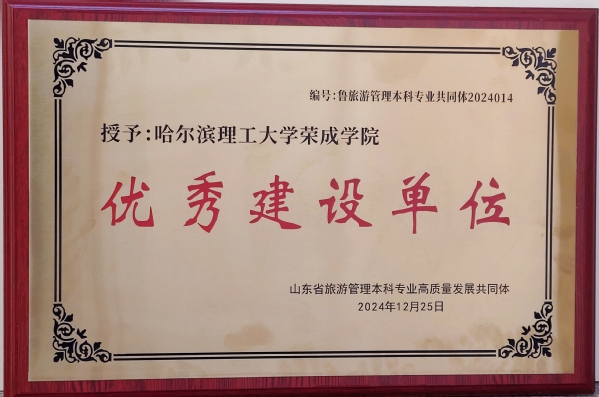 编号:鲁旅游管理本科专业共同体2024014
授予:哈尔滨理工大学荣成学院
优秀建设单位
山东省旅游管理本科专业高质量发展共同体
2024年12月25日